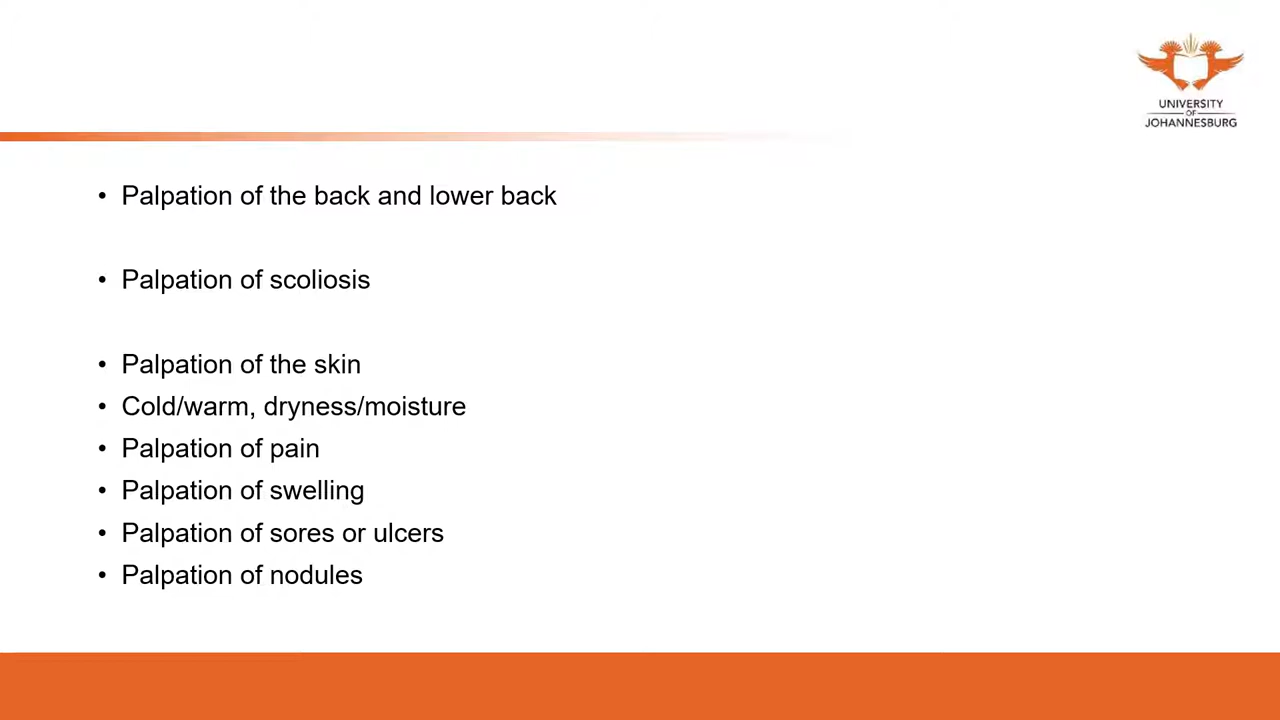 UNIVERSITY
OF
JOHANNESBURG
• Palpation of the back and lower back
• Palpation of scoliosis
• Palpation of the skin
• Cold/warm, dryness/moisture
• Palpation of pain
• Palpation of swelling
• Palpation of sores or ulcers
• Palpation of nodules